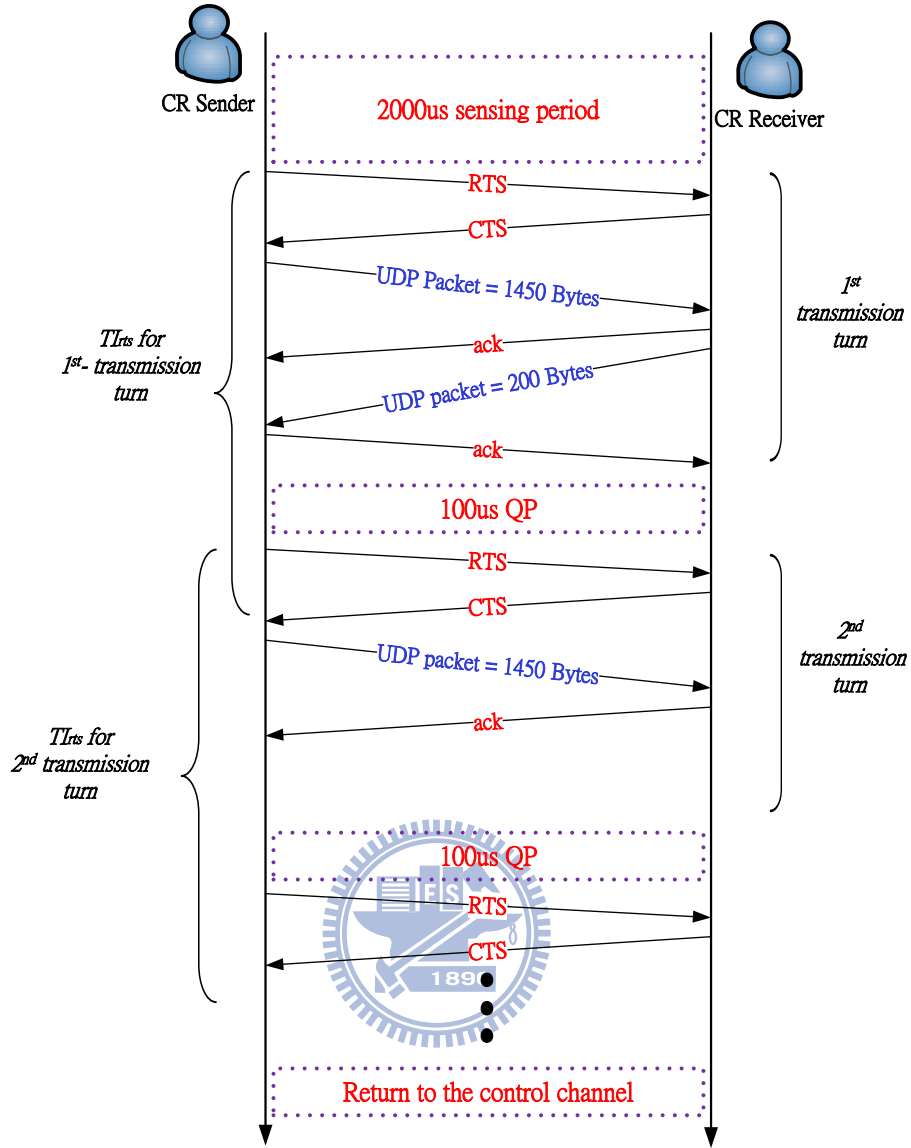 CR Sender
CR Receiver
2000us sensing period
RTS
CTS
UDP Packet = 1450 Bytes
ack
UDP packet = 200 Bytes
ack
TIrts for
1st- transmission
turn
1st
transmission
turn
100us QP
RTS
CTS
UDP packet = 1450 Bytes
ack
2nd
transmission
turn
TIrts for
2nd transmission
turn
100us QP
ES
RTS
CTS
1896
Return to the control channel